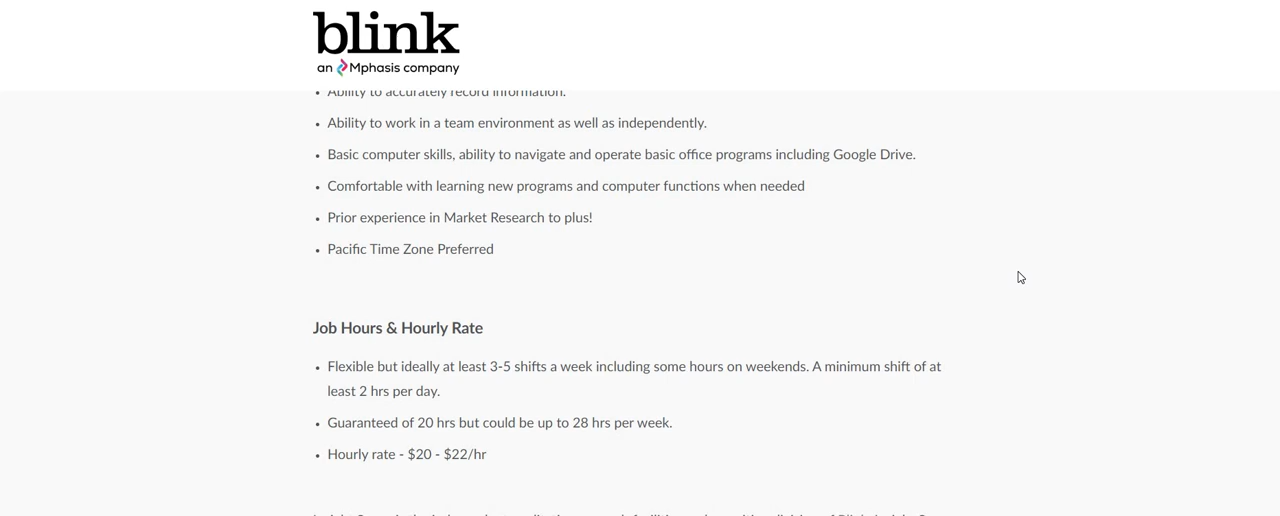 blink
an Mphasis company
Ability to accurately record information.
• Ability to work in a team environment as well as independently.
• Basic computer skills, ability to navigate and operate basic office programs including Google Drive.
• Comfortable with learning new programs and computer functions when needed
• Prior experience in Market Research to plus!
• Pacific Time Zone Preferred
Job Hours & Hourly Rate
• Flexible but ideally at least 3-5 shifts a week including some hours on weekends. A minimum shift of at
least 2 hrs per day.
• Guaranteed of 20 hrs but could be up to 28 hrs per week.
• Hourly rate - $20 - $22/hr